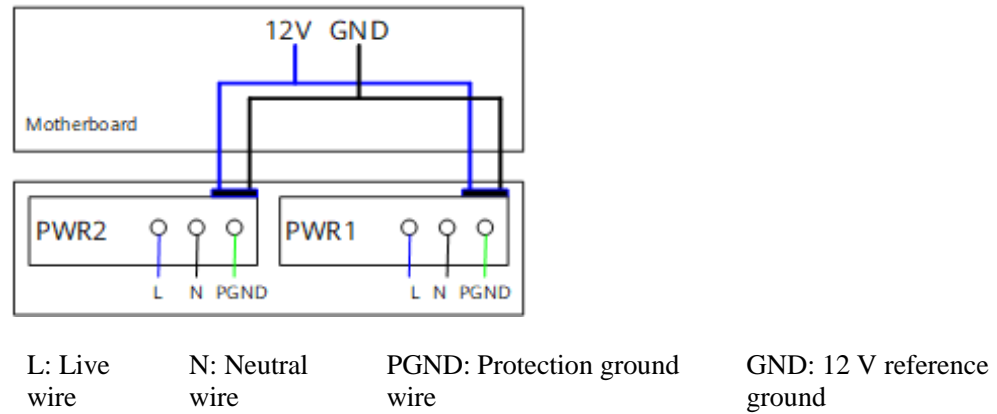 12V GND
Motherboard
PWR2
PWR1
L N PGND
L N PGND
L: Live wire
N: Neutral wire
PGND: Protection ground wire
GND: 12 V reference ground